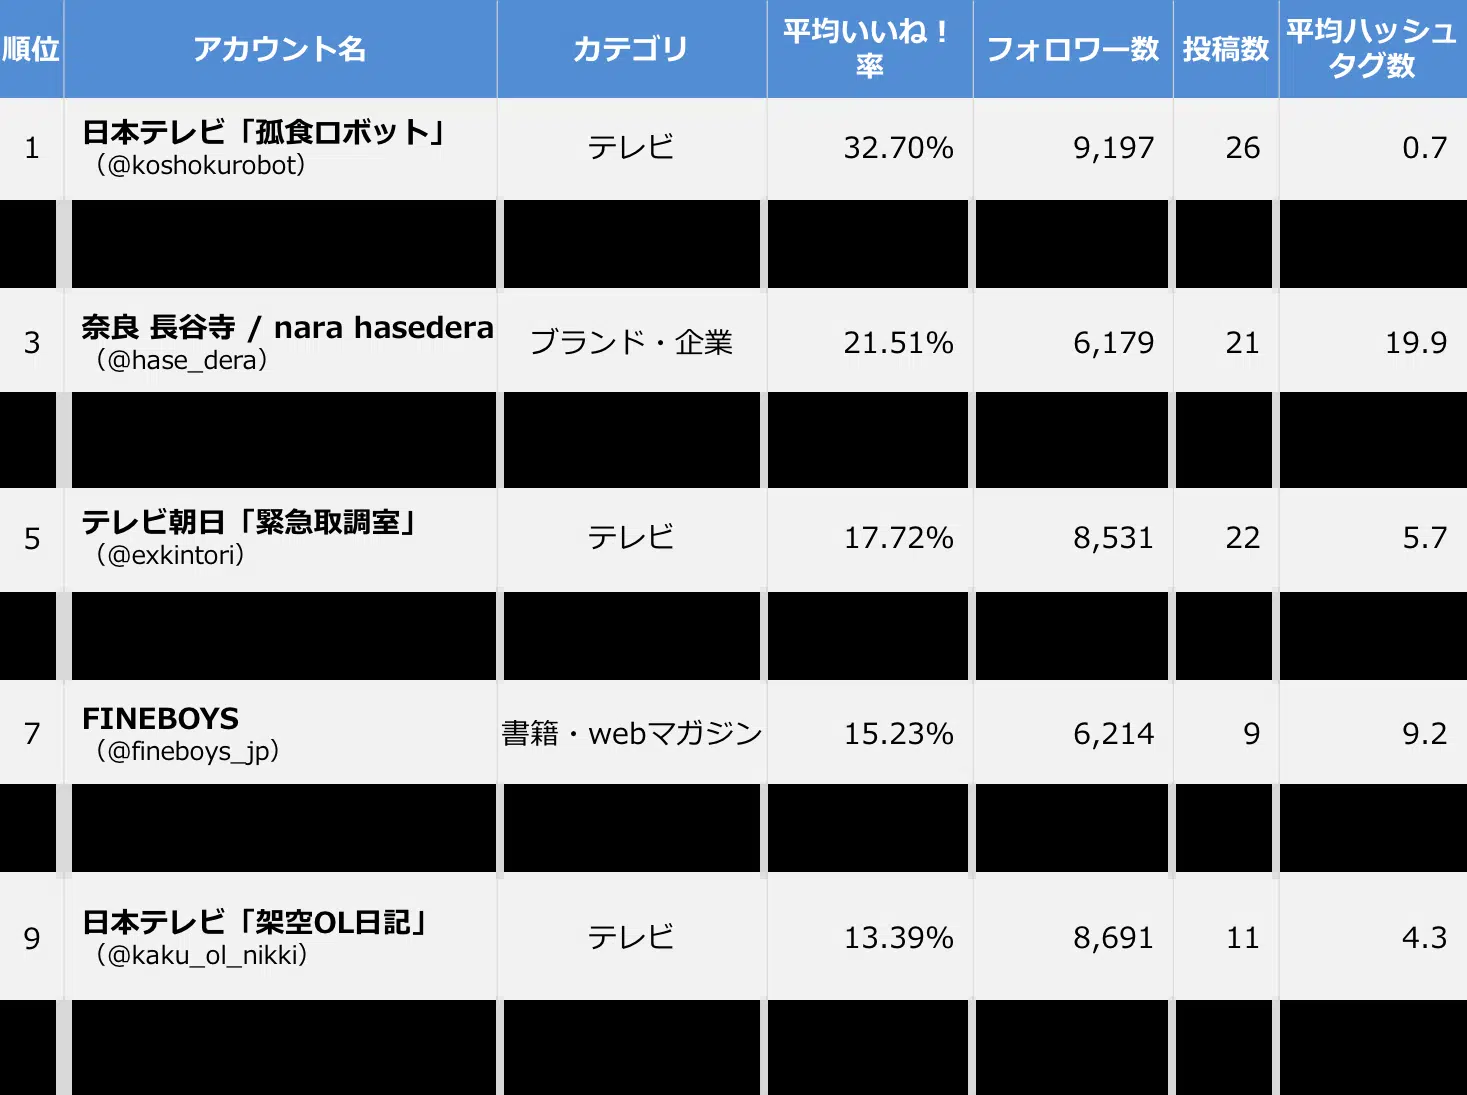 順位 アカウント名 カテゴリ 平均いいね！率 フォロワー数 投稿数 平均ハッシュタグ数
1 日本テレビ「孤食ロボット」 テレビ 32.70% 9,197 26 0.7
（@koshokurobot）
3 奈良 長谷寺 / nara hasedera ブランド・企業 21.51% 6,179 21 19.9
（@hase_dera）
5 テレビ朝日「緊急取調室」 テレビ 17.72% 8,531 22 5.7
（@exkintori）
7 FINEBOYS 書籍・webマガジン 15.23% 6,214 9 9.2
（@fineboys_jp）
9 日本テレビ「架空OL日記」 テレビ 13.39% 8,691 11 4.3
（@kaku_ol_nikki）